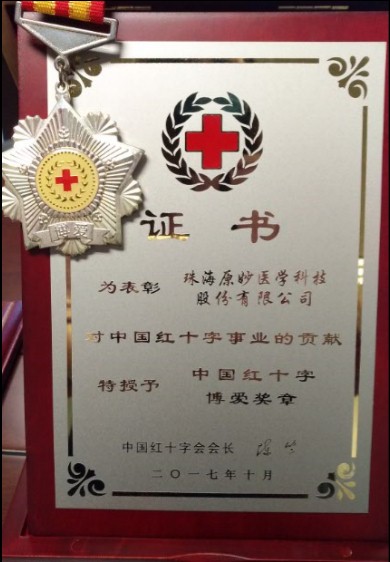 证书
为表彰 珠海原妙医学科技
股份有限公司
对中国红十字事业的贡献
特授予 中国红十字
博爱奖章
中国红十字会会长 陈竺
二〇一七年十月